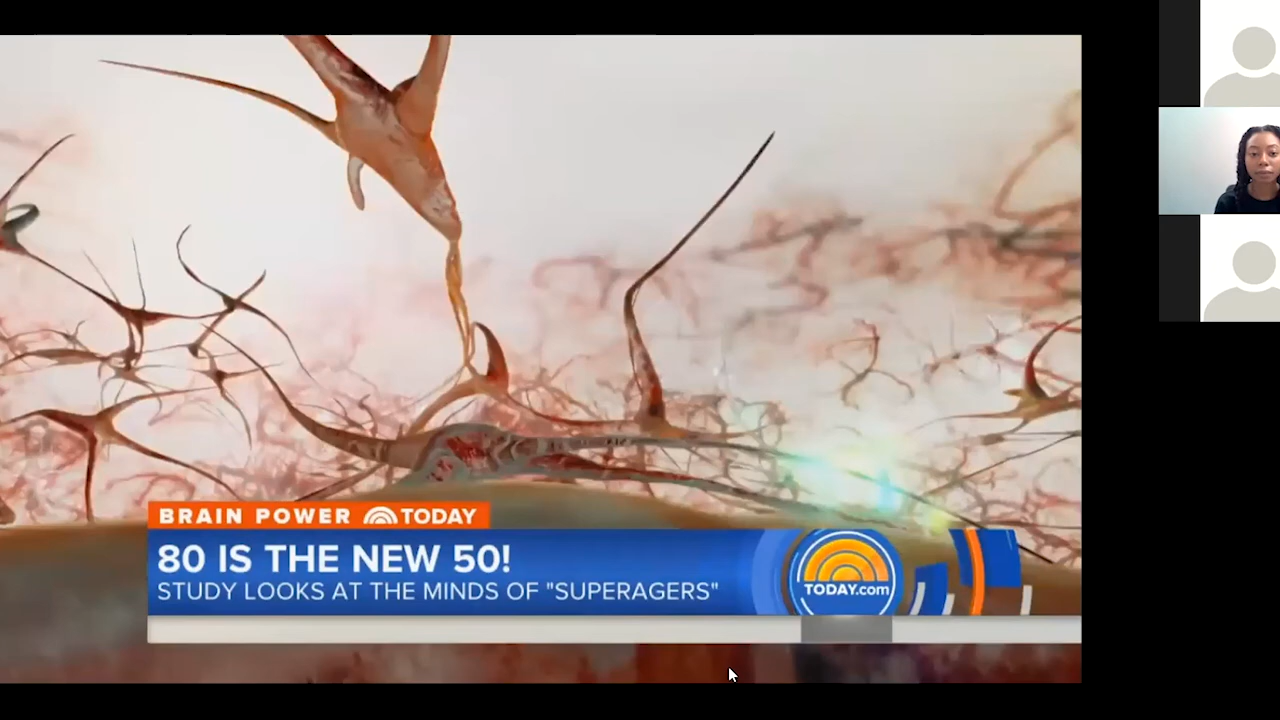 BRAIN POWER TODAY
80 IS THE NEW 50!
STUDY LOOKS AT THE MINDS OF "SUPERAGERS"
TODAY.com